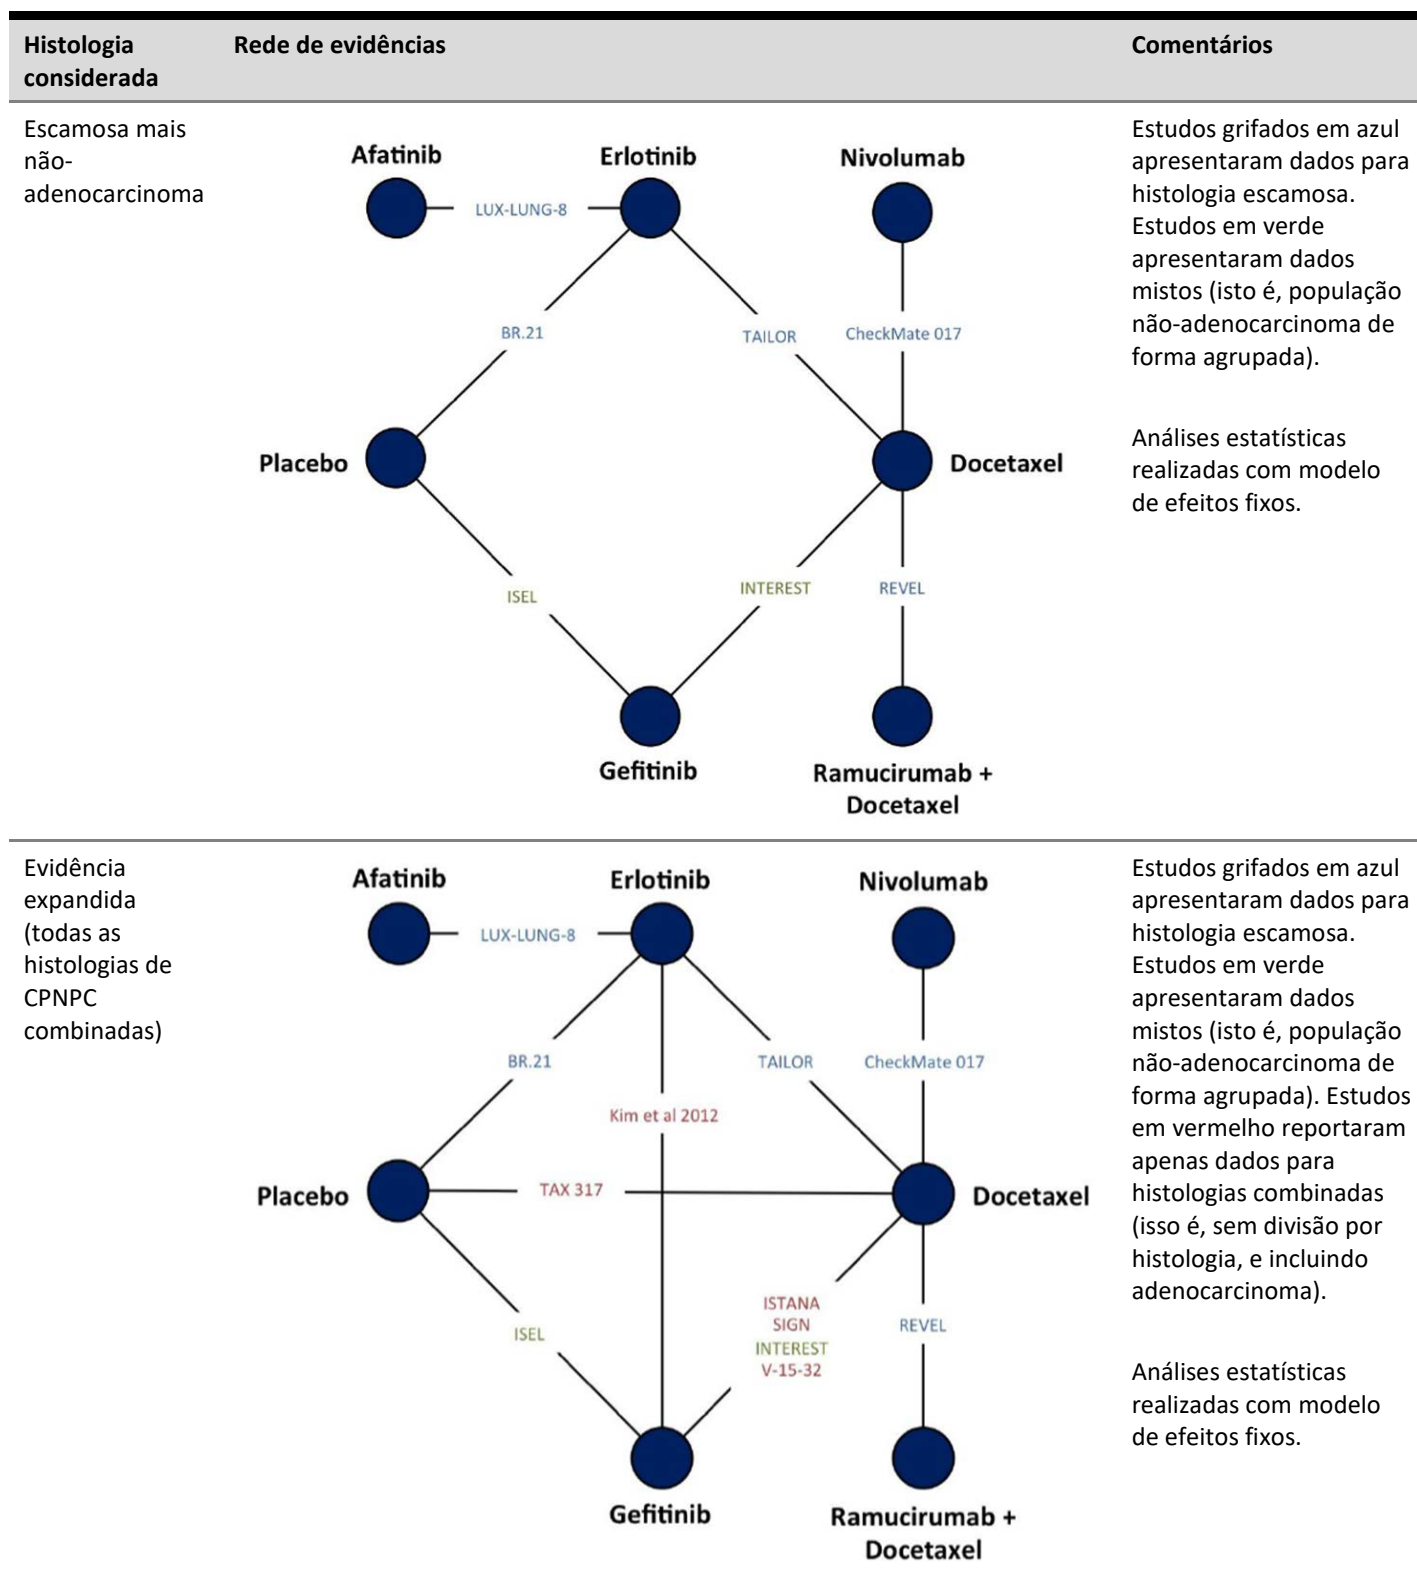 Histologia
considerada
Rede de evidências
Comentários
Escamosa mais
não-
adenocarcinoma
Afatinib
Erlotinib
Nivolumab
LUX-LUNG-8
BR.21
TAILOR
CheckMate 017
Placebo
Docetaxel
ISEL
INTEREST
REVEL
Gefitinib
Ramucirumab +
Docetaxel
Estudos grifados em azul
apresentaram dados para
histologia escamosa.
Estudos em verde
apresentaram dados
mistos (isto é, população
não-adenocarcinoma de
forma agrupada).
Análises estatísticas
realizadas com modelo
de efeitos fixos.
Evidência
expandida
(todas as
histologias de
CPNPC
combinadas)
Afatinib
Erlotinib
Nivolumab
LUX-LUNG-8
BR.21
TAILOR
CheckMate 017
Kim et al 2012
Placebo
TAX 317
Docetaxel
ISEL
ISTANA
SIGN
INTEREST
V-15-32
REVEL
Gefitinib
Ramucirumab +
Docetaxel
Estudos grifados em azul
apresentaram dados para
histologia escamosa.
Estudos em verde
apresentaram dados
mistos (isto é, população
não-adenocarcinoma de
forma agrupada). Estudos
em vermelho reportaram
apenas dados para
histologias combinadas
(isso é, sem divisão por
histologia, e incluindo
adenocarcinoma).
Análises estatísticas
realizadas com modelo
de efeitos fixos.